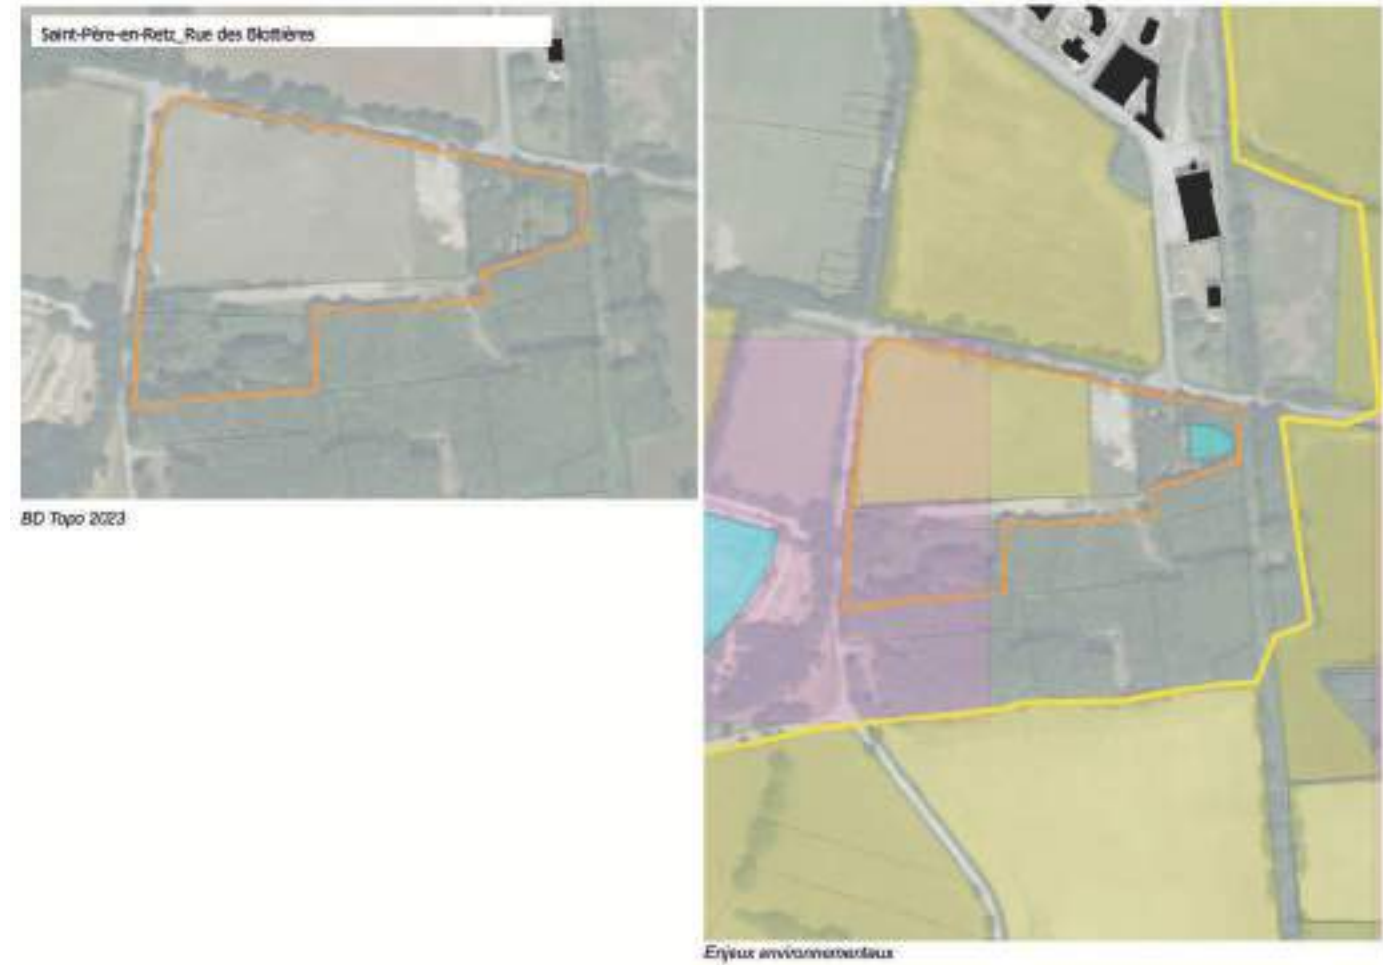 Saint-Père-en-Retz_Rue des Blottières
BD Topo 2023
Enjeux environnementaux